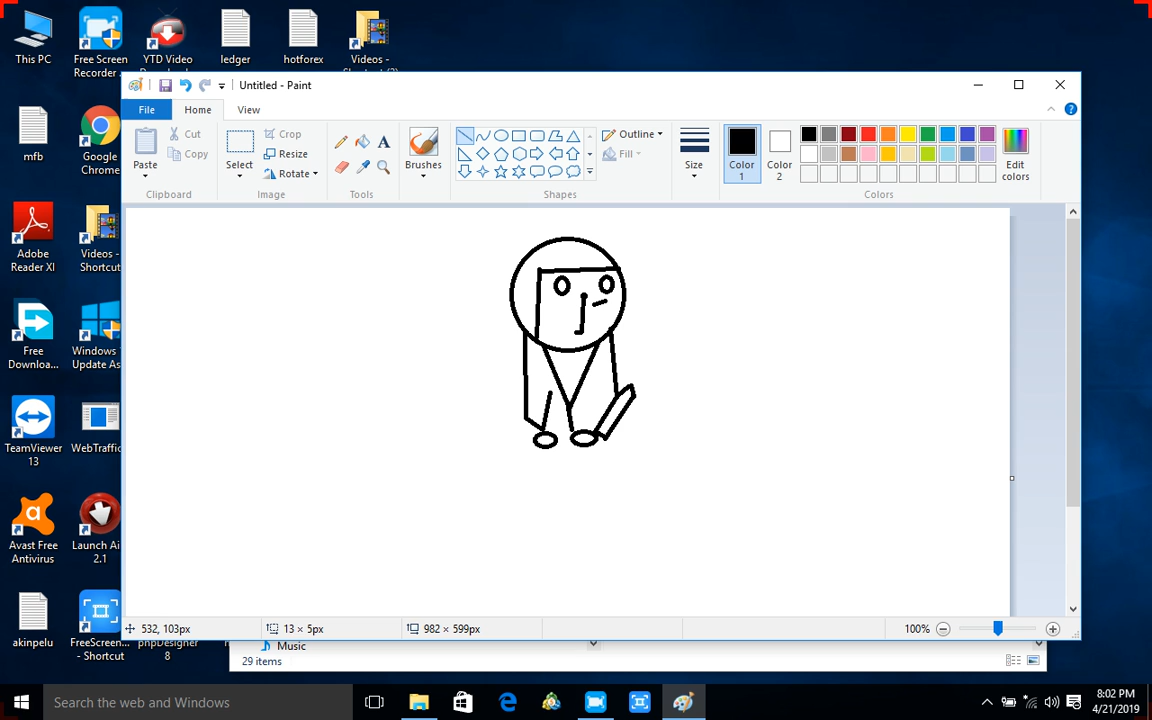 This PC
Free Screen
Recorder ...
YTD Video
ledger
hotforex
Videos -
Untitled - Paint
File
Home
View
Cut
Copy
Paste
Clipboard
Select
Crop
Resize
Rotate
Image
Tools
Brushes
Shapes
Outline
Fill
Size
Color
1
Color
2
Edit
colors
Colors
mfb
Google
Chrome
Adobe
Reader XI
Videos -
Shortcut
Free
Downloa...
Windows
Update As
TeamViewer
13
WebTraffic
Avast Free
Antivirus
Launch Ai
2.1
akinpelu
FreeScreen...
- Shortcut
phpDesigner
8
532, 103px
13 × 5px
982 × 599px
100%
Music
29 items
Search the web and Windows
8:02 PM
4/21/2019